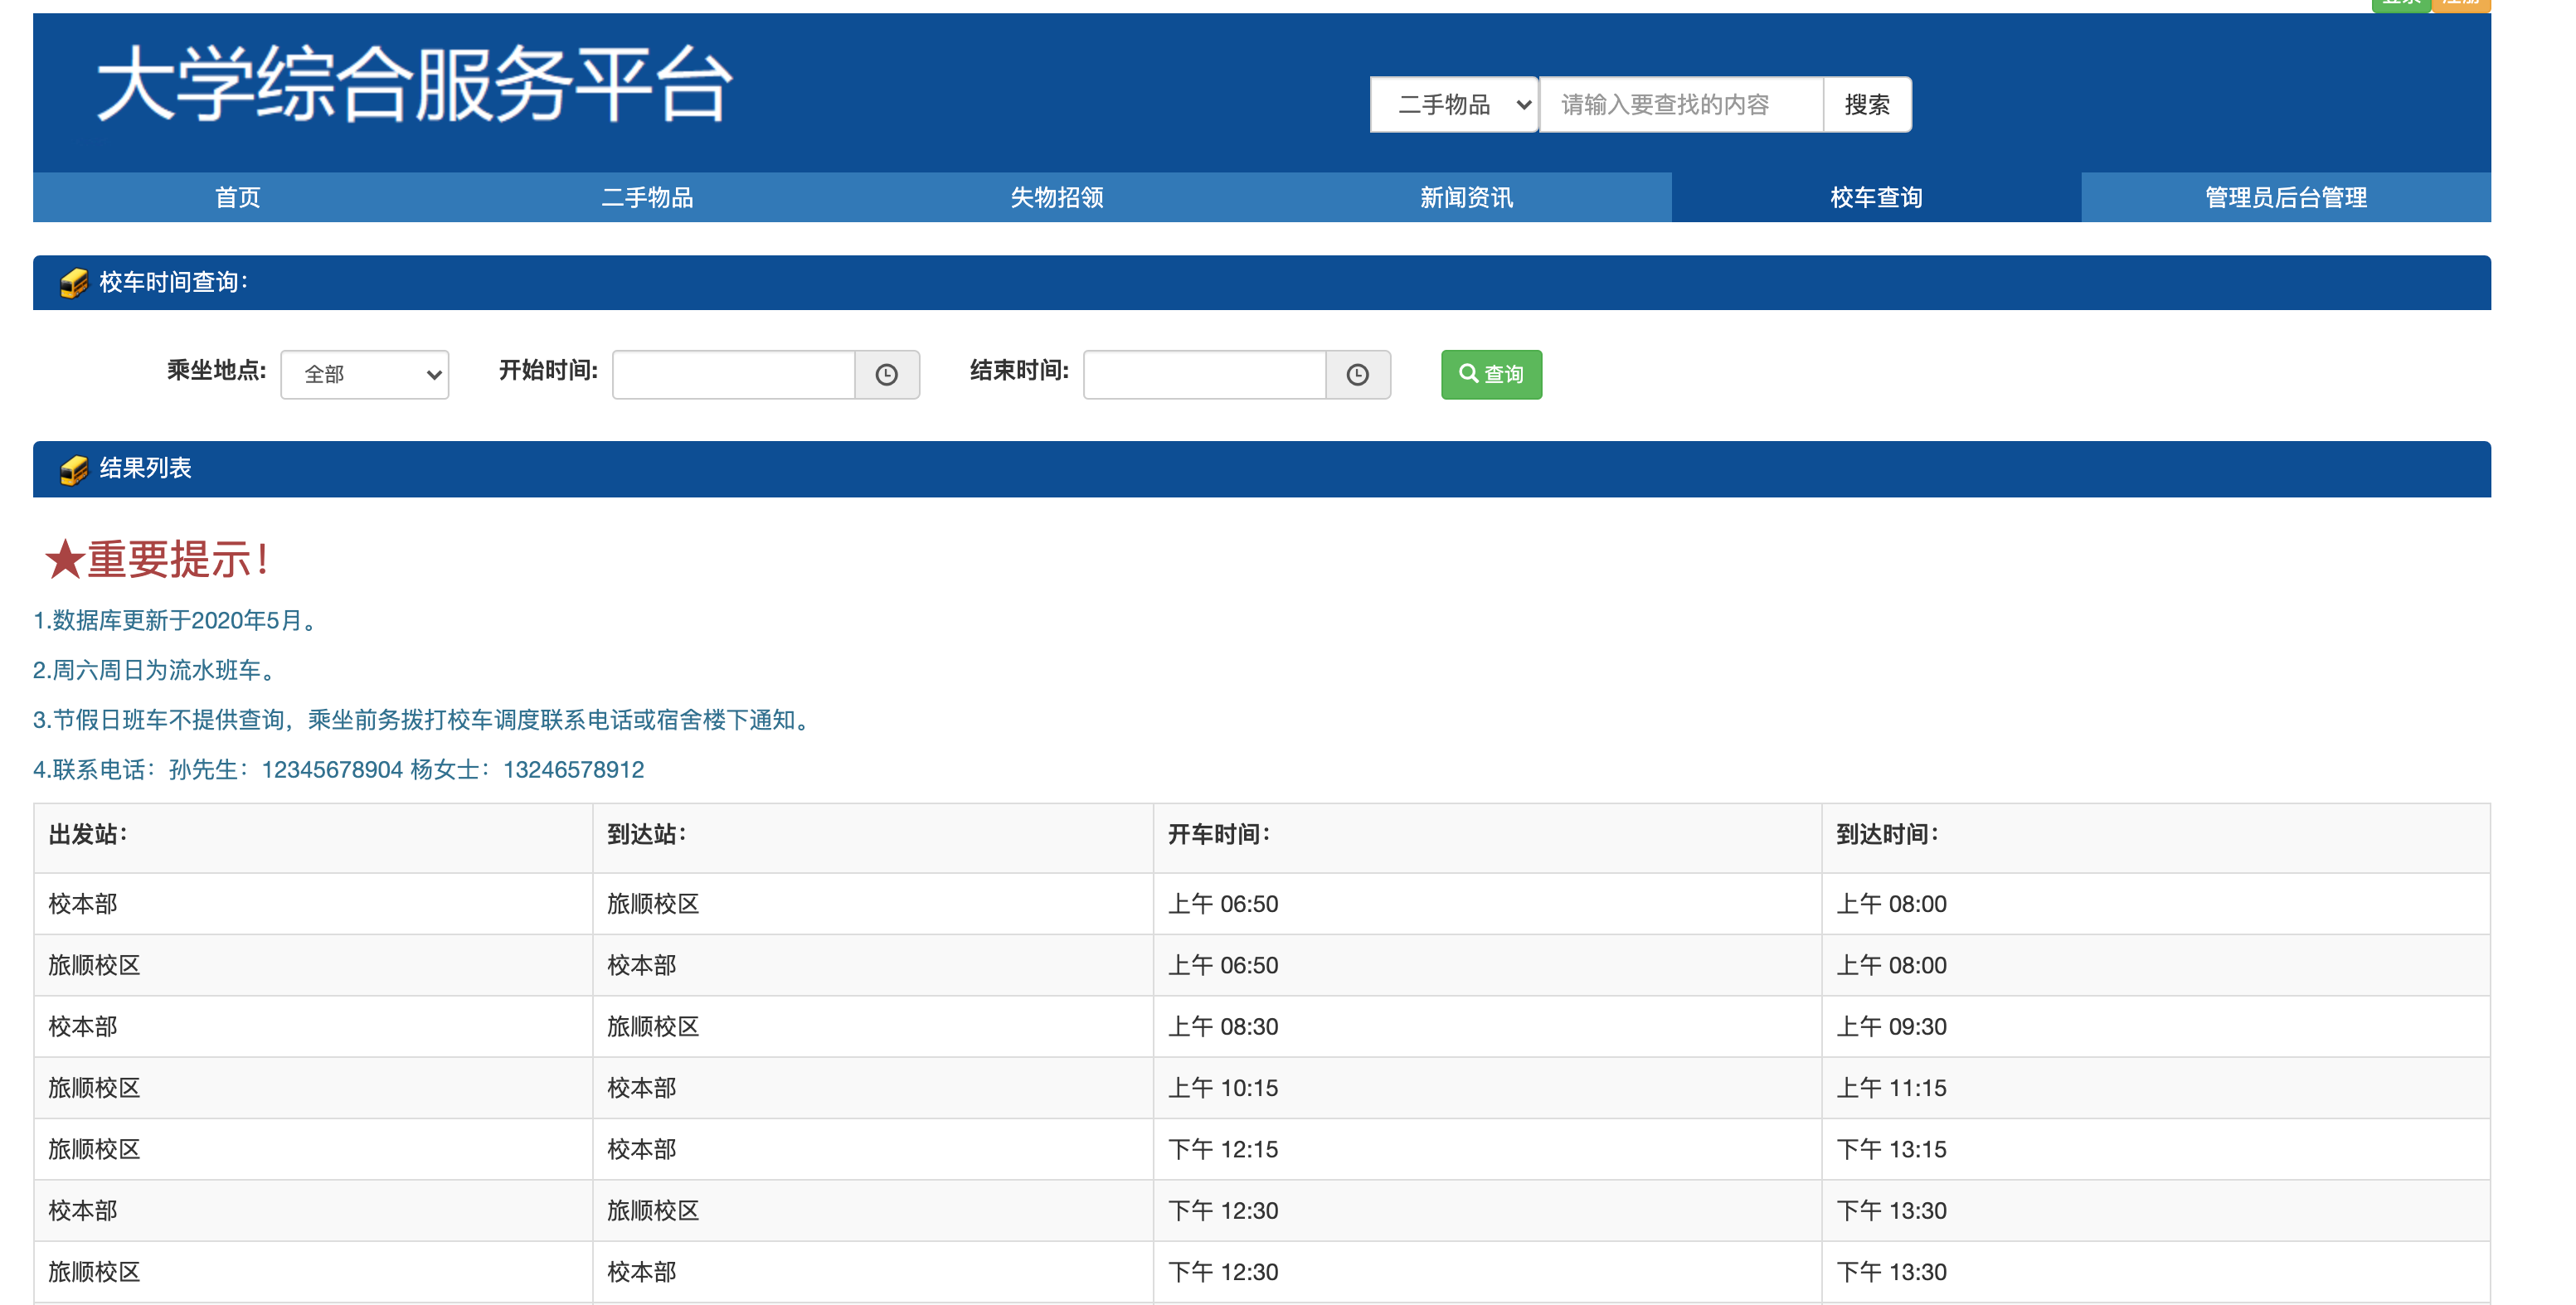 登录 注册
大学综合服务平台
二手物品 请输入要查找的内容 搜索
首页 二手物品 失物招领 新闻资讯 校车查询 管理员后台管理
校车时间查询：
乘坐地点: 全部 开始时间: 结束时间: 查询
结果列表
★重要提示！
1.数据库更新于2020年5月。
2.周六周日为流水班车。
3.节假日班车不提供查询，乘坐前务拨打校车调度联系电话或宿舍楼下通知。
4.联系电话：孙先生：12345678904 杨女士：13246578912
出发站： 到达站： 开车时间： 到达时间：
校本部 旅顺校区 上午 06:50 上午 08:00
旅顺校区 校本部 上午 06:50 上午 08:00
校本部 旅顺校区 上午 08:30 上午 09:30
旅顺校区 校本部 上午 10:15 上午 11:15
旅顺校区 校本部 下午 12:15 下午 13:15
校本部 旅顺校区 下午 12:30 下午 13:30
旅顺校区 校本部 下午 12:30 下午 13:30